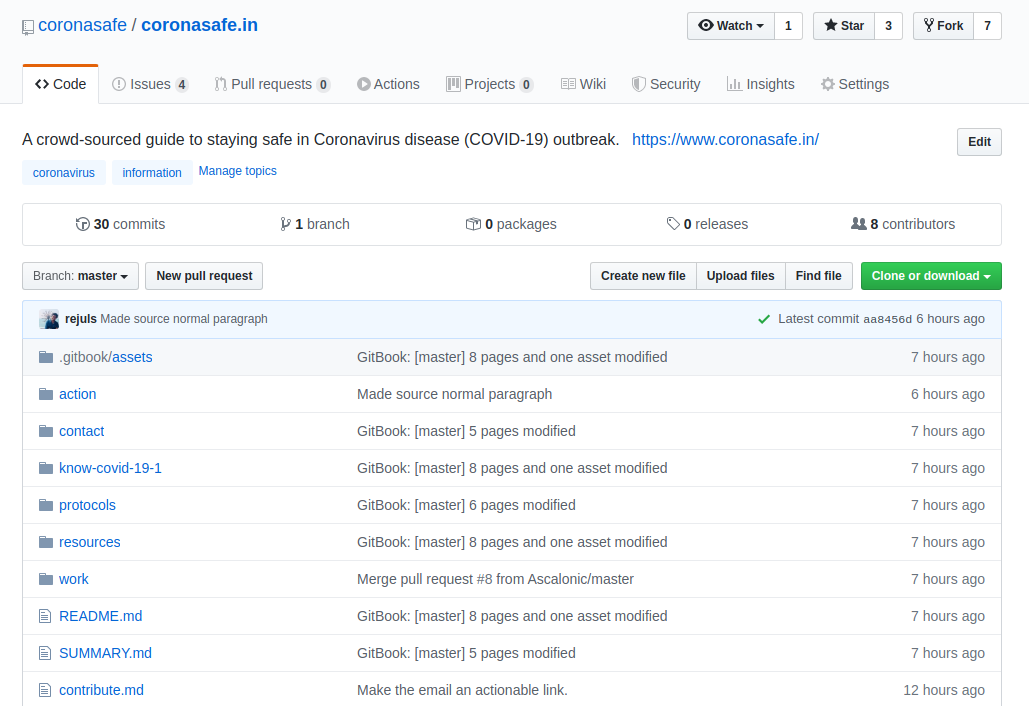 coronasafe / coronasafe.in Watch 1 Star 3 Fork 7
Code Issues 4 Pull requests 0 Actions Projects 0 Wiki Security Insights Settings
A crowd-sourced guide to staying safe in Coronavirus disease (COVID-19) outbreak. https://www.coronasafe.in/ Edit
coronavirus information Manage topics
30 commits 1 branch 0 packages 0 releases 8 contributors
Branch: master New pull request Create new file Upload files Find file Clone or download
rejuls Made source normal paragraph Latest commit aa8456d 6 hours ago
.gitbook/assets GitBook: [master] 8 pages and one asset modified 7 hours ago
action Made source normal paragraph 6 hours ago
contact GitBook: [master] 5 pages modified 7 hours ago
know-covid-19-1 GitBook: [master] 8 pages and one asset modified 7 hours ago
protocols GitBook: [master] 6 pages modified 7 hours ago
resources GitBook: [master] 8 pages and one asset modified 7 hours ago
work Merge pull request #8 from Ascalonic/master 7 hours ago
README.md GitBook: [master] 8 pages and one asset modified 7 hours ago
SUMMARY.md GitBook: [master] 5 pages modified 7 hours ago
contribute.md Make the email an actionable link. 12 hours ago